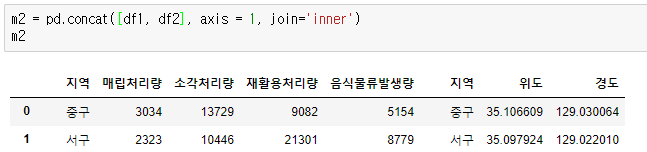 m2 = pd.concat([df1, df2], axis = 1, join='inner')
m2
지역 매립처리량 소각처리량 재활용처리량 음식물류발생량 지역 위도 경도
0 중구 3034 13729 9082 5154 중구 35.106609 129.030064
1 서구 2323 10446 21301 8779 서구 35.097924 129.022010